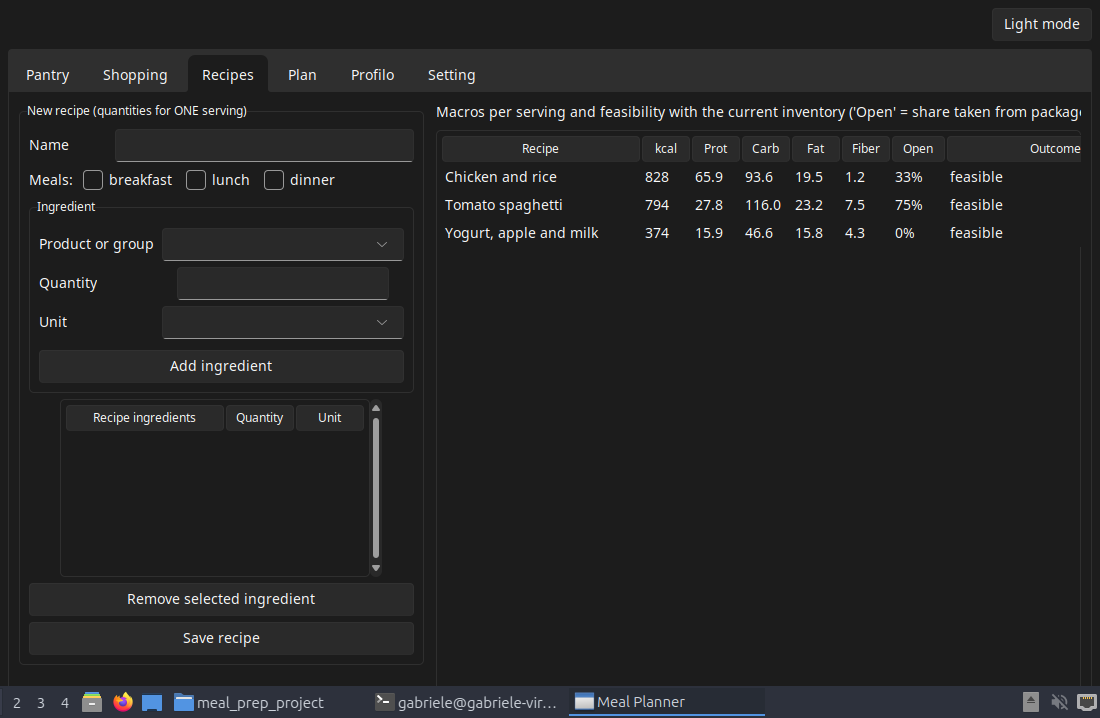 Light mode
Pantry Shopping Recipes Plan Profilo Setting
New recipe (quantities for ONE serving)
Name
Meals: breakfast lunch dinner
Ingredient
Product or group
Quantity
Unit
Add ingredient
Recipe ingredients Quantity Unit
Remove selected ingredient
Save recipe
Macros per serving and feasibility with the current inventory ('Open' = share taken from package
Recipe kcal Prot Carb Fat Fiber Open Outcome
Chicken and rice 828 65.9 93.6 19.5 1.2 33% feasible
Tomato spaghetti 794 27.8 116.0 23.2 7.5 75% feasible
Yogurt, apple and milk 374 15.9 46.6 15.8 4.3 0% feasible
2 3 4 meal_prep_project gabriele@gabriele-vir... Meal Planner